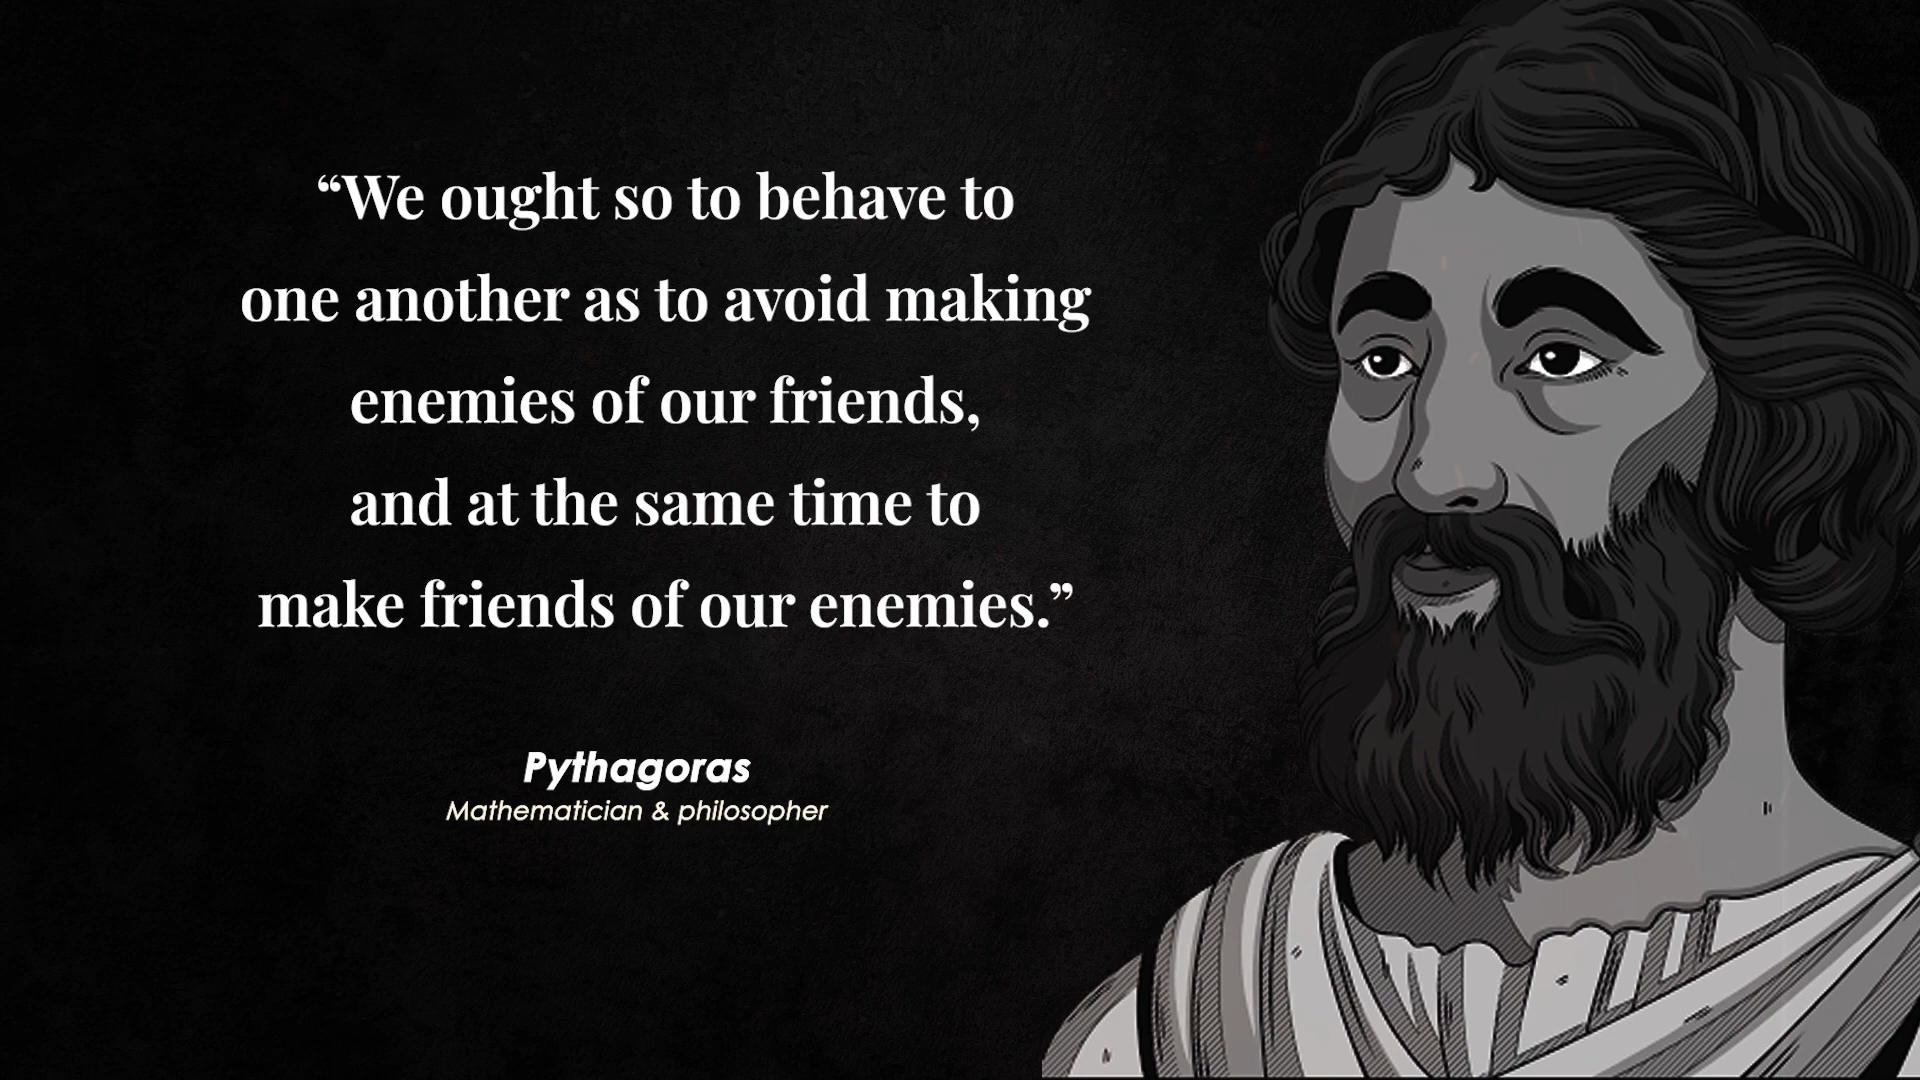 “We ought so to behave to
one another as to avoid making
enemies of our friends,
and at the same time to
make friends of our enemies.”
Pythagoras
Mathematician & philosopher